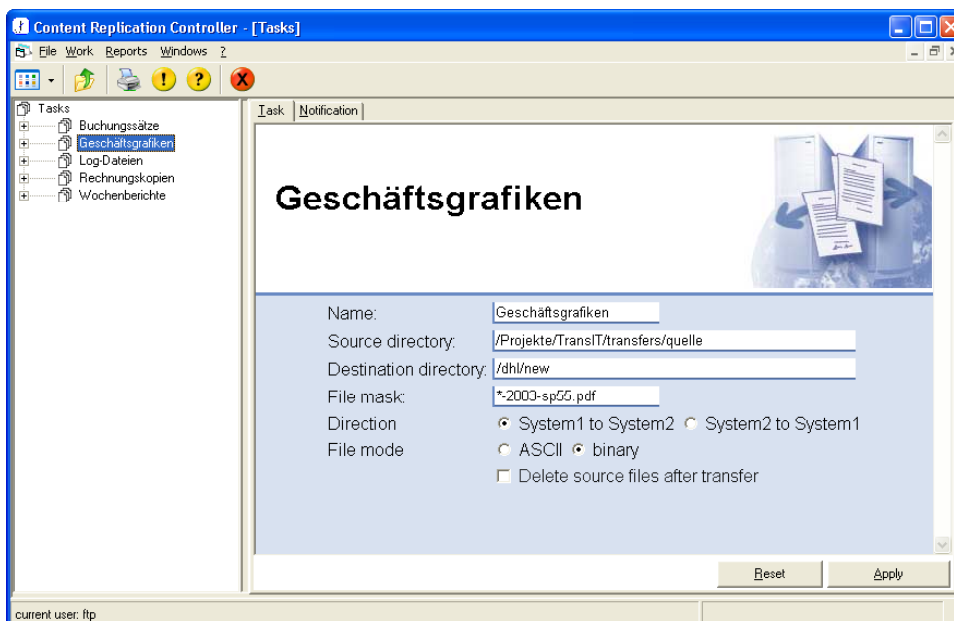 Content Replication Controller - [Tasks]
File Work Reports Windows ?
Tasks
Buchungssätze
Geschäftsgrafiken
Log-Dateien
Rechnungskopien
Wochenberichte
Task Notification
Geschäftsgrafiken
Name: Geschäftsgrafiken
Source directory: /Projekte/TransIT/transfers/quelle
Destination directory: /dhl/new
File mask: *-2003-sp55.pdf
Direction System1 to System2 System2 to System1
File mode ASCII binary
Delete source files after transfer
Reset Apply
current user: ftp